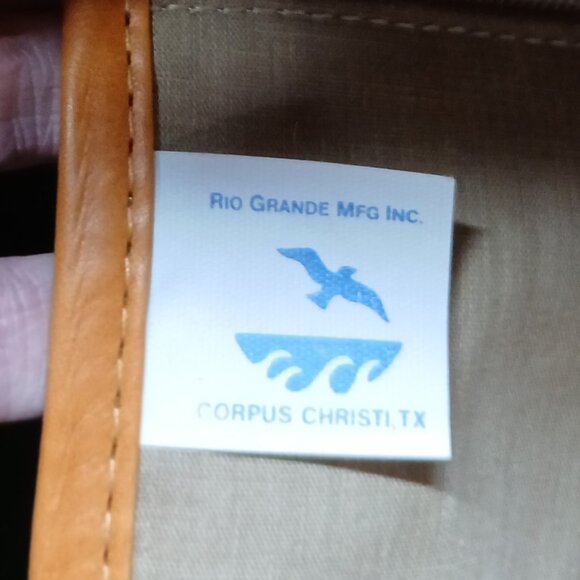 RIO GRANDE MFG INC.
CORPUS CHRISTI, TX